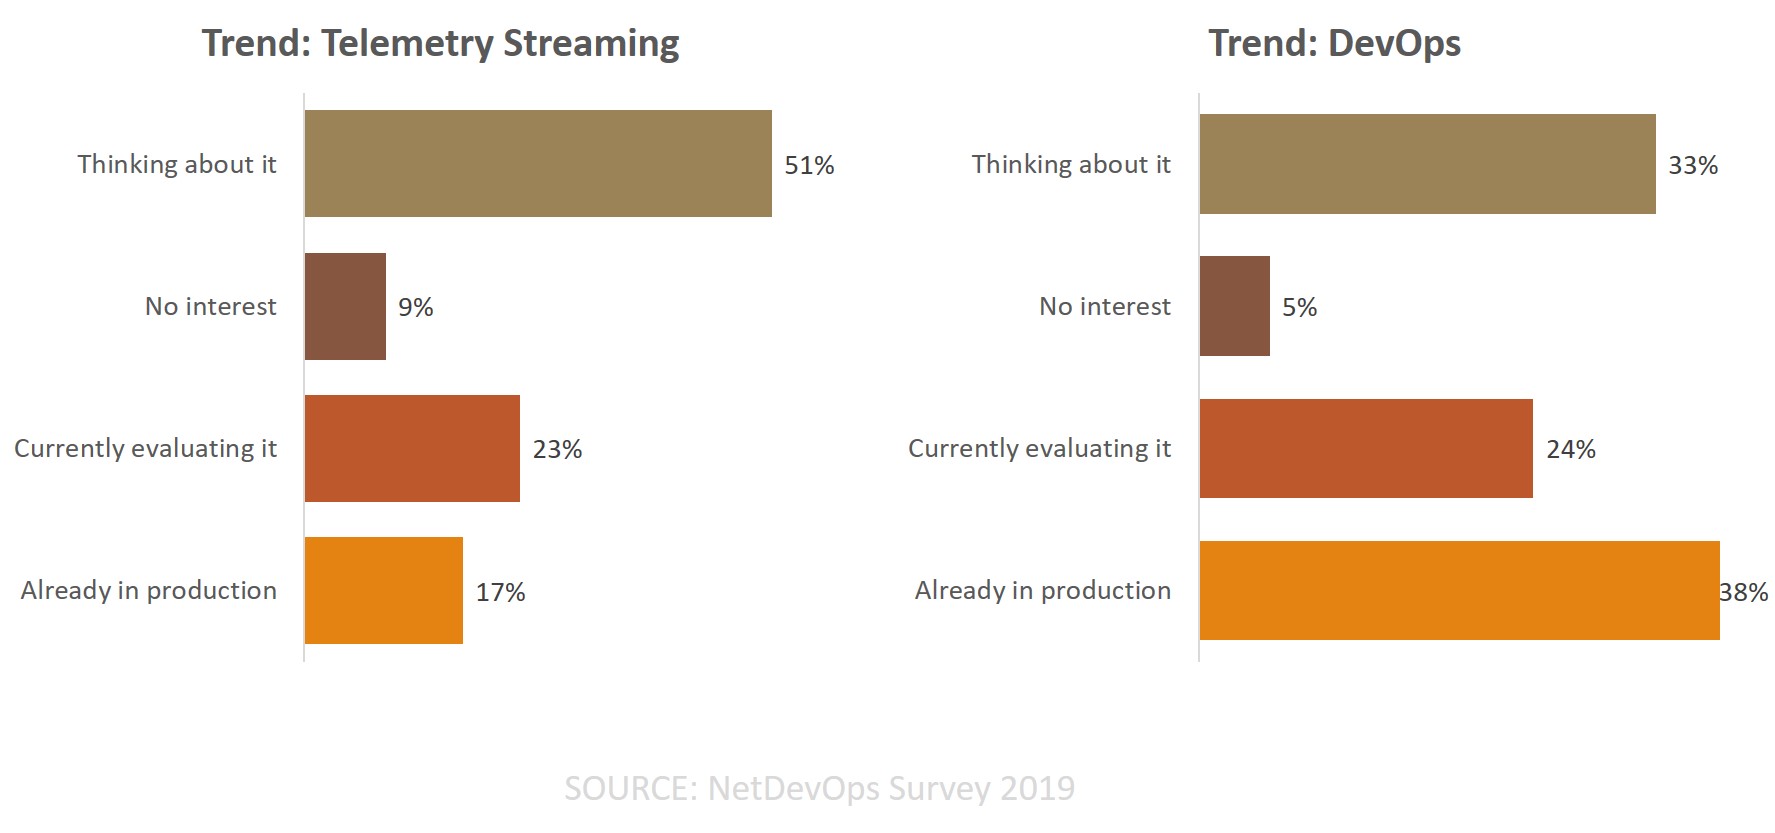 Trend: Telemetry Streaming
Thinking about it
51%
No interest
9%
Currently evaluating it
23%
Already in production
17%
Trend: DevOps
Thinking about it
33%
No interest
5%
Currently evaluating it
24%
Already in production
38%
SOURCE: NetDevOps Survey 2019